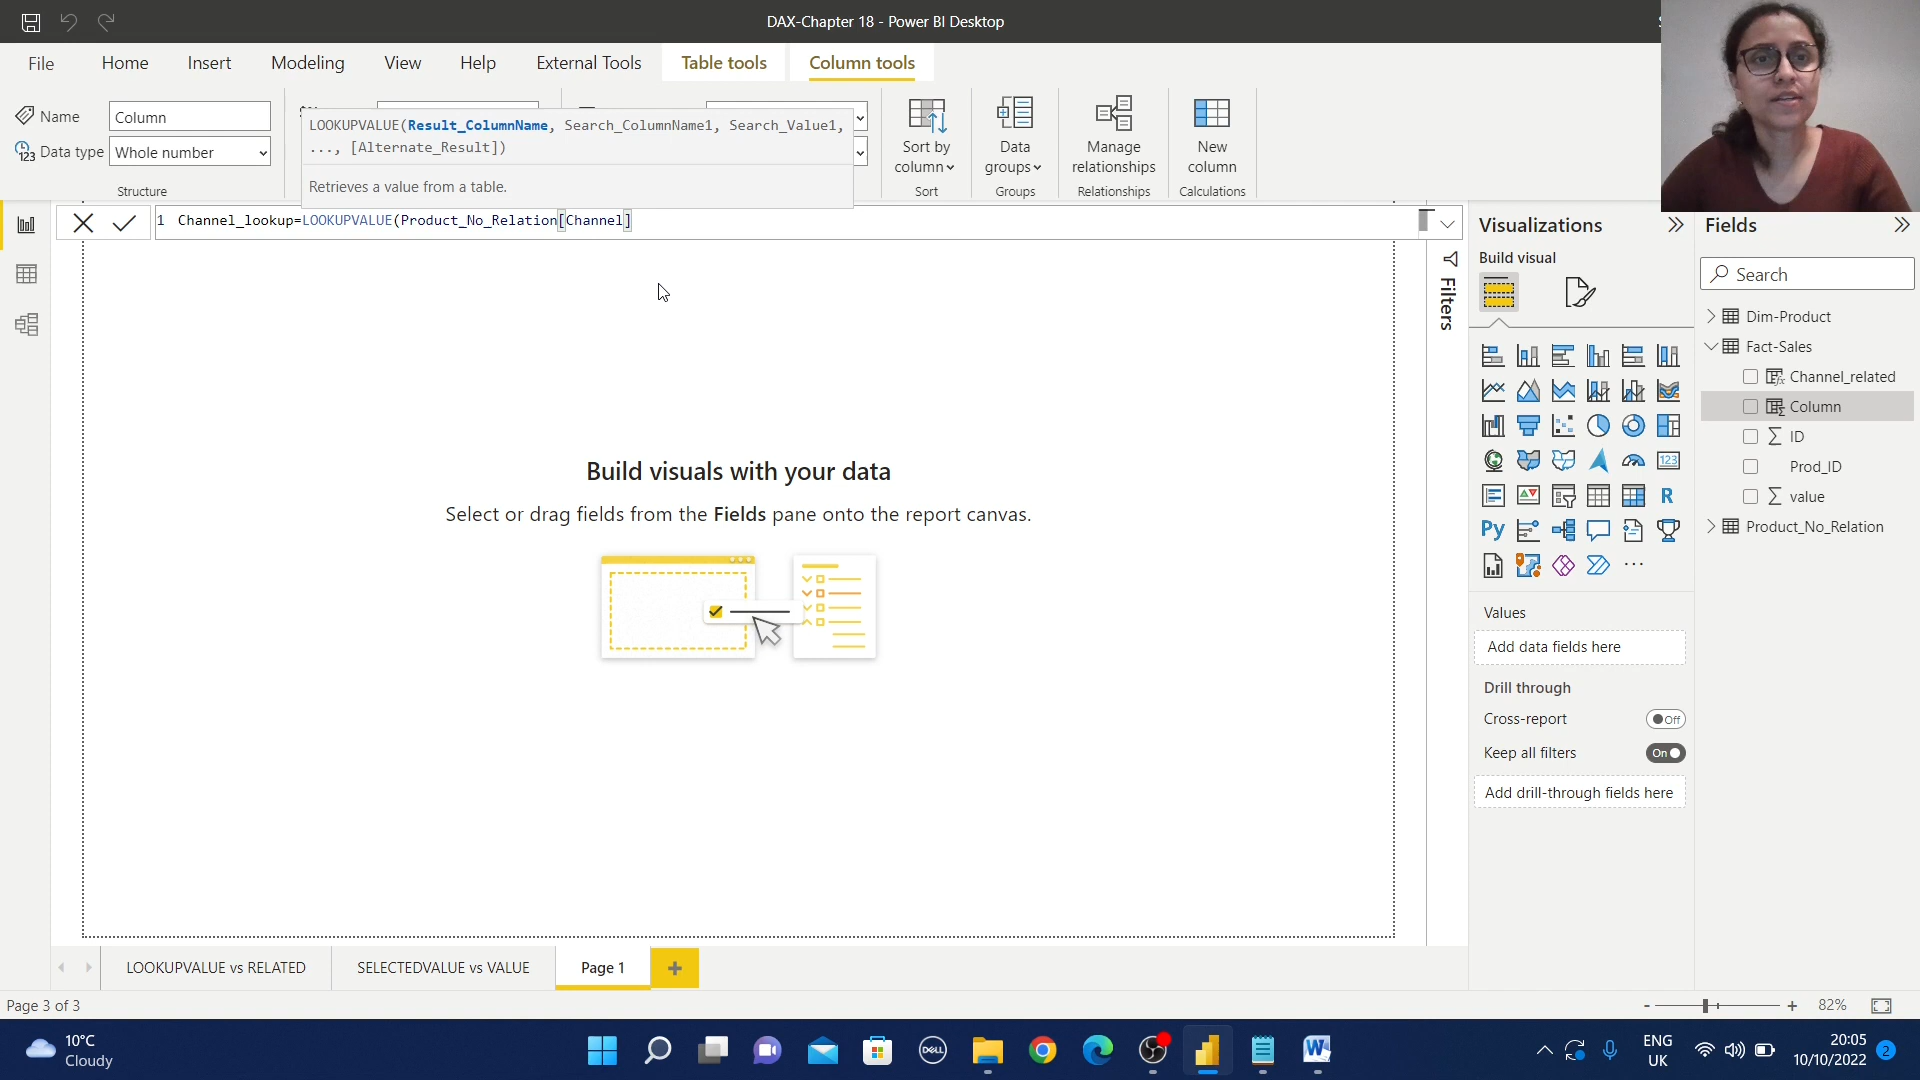 DAX-Chapter 18 - Power BI Desktop
File
Home
Insert
Modeling
View
Help
External Tools
Table tools
Column tools
Name
Column
Data type
Whole number
Structure
LOOKUPVALUE(Result_ColumnName, Search_ColumnName1, Search_Value1,
..., [Alternate_Result])
Retrieves a value from a table.
Sort by
column
Sort
Data
groups
Groups
Manage
relationships
Relationships
New
column
Calculations
1 Channel_lookup=LOOKUPVALUE(Product_No_Relation[Channel]
Build visuals with your data
Select or drag fields from the Fields pane onto the report canvas.
Filters
Visualizations
Build visual
123
R
Py
Values
Add data fields here
Drill through
Cross-report
Off
Keep all filters
On
Add drill-through fields here
Fields
Search
Dim-Product
Fact-Sales
Channel_related
Column
ID
Prod_ID
value
Product_No_Relation
LOOKUPVALUE vs RELATED
SELECTEDVALUE vs VALUE
Page 1
Page 3 of 3
82%
10°C
Cloudy
DELL
ENG
UK
20:05
10/10/2022
2